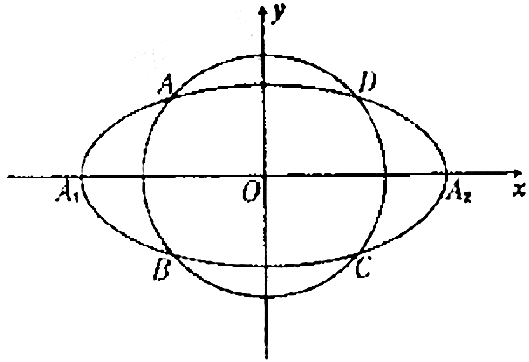 y
A D
A₁ O A₂ x
B C